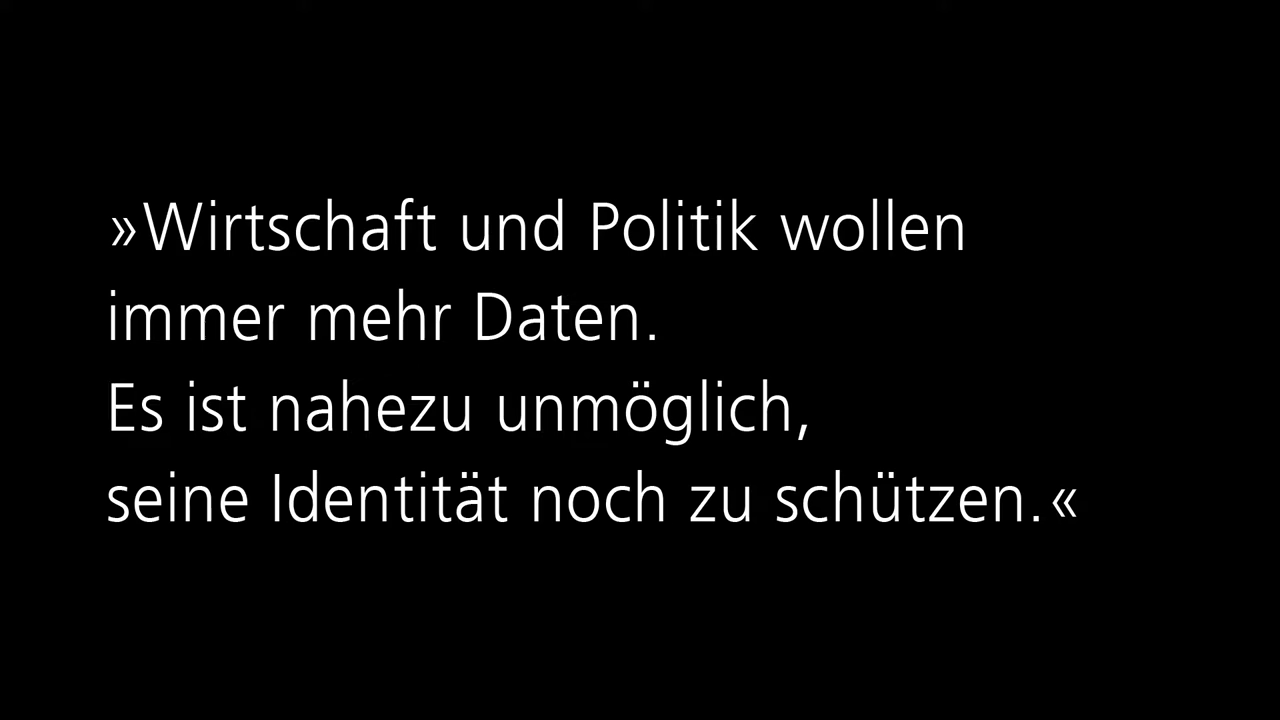 »Wirtschaft und Politik wollen
immer mehr Daten.
Es ist nahezu unmöglich,
seine Identität noch zu schützen.«